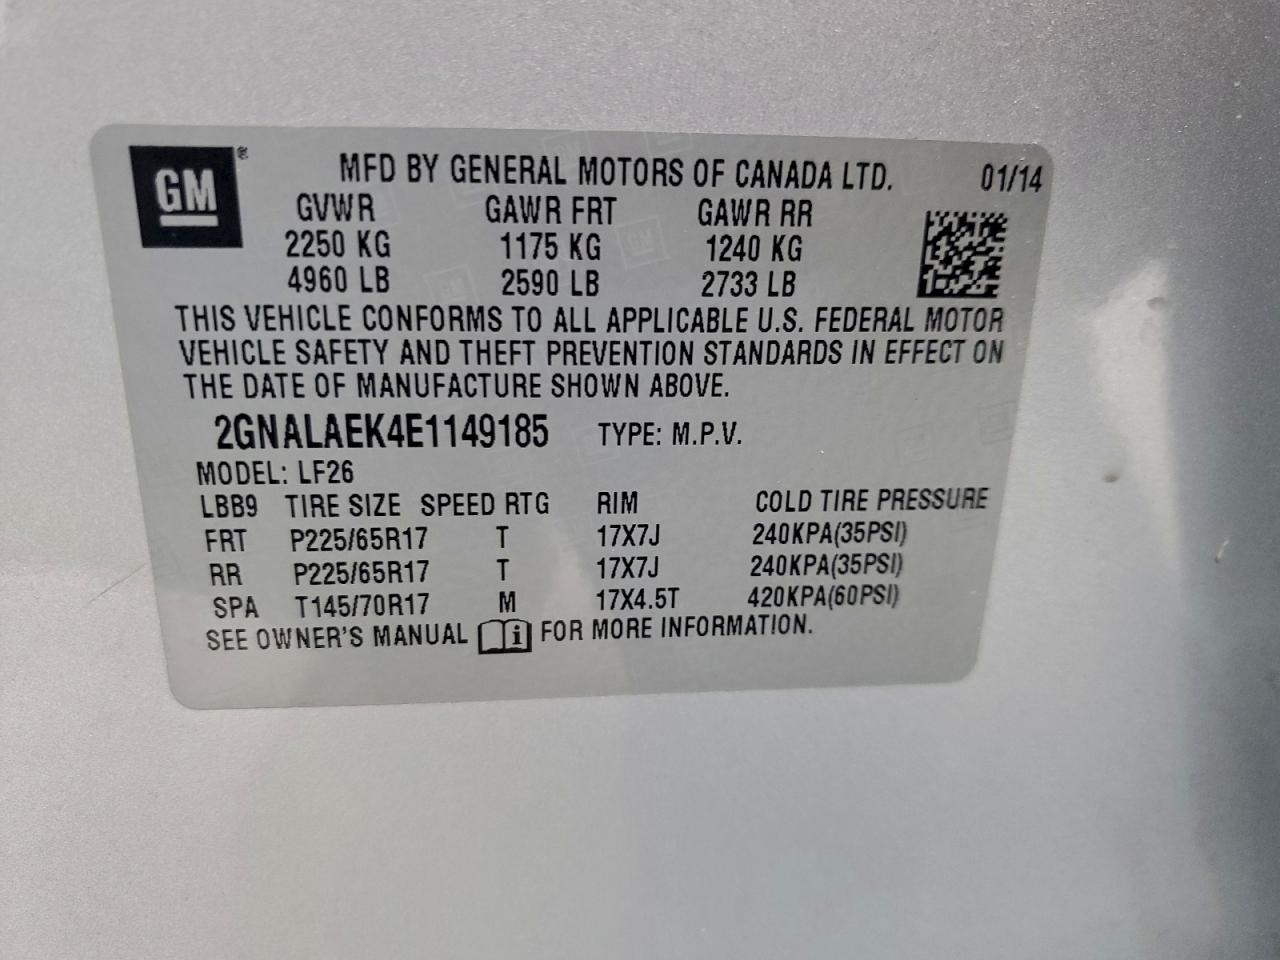 GM®
MFD BY GENERAL MOTORS OF CANADA LTD. 01/14
GVWR GAWR FRT GAWR RR
2250 KG 1175 KG 1240 KG
4960 LB 2590 LB 2733 LB
THIS VEHICLE CONFORMS TO ALL APPLICABLE U.S. FEDERAL MOTOR
VEHICLE SAFETY AND THEFT PREVENTION STANDARDS IN EFFECT ON
THE DATE OF MANUFACTURE SHOWN ABOVE.
2GNALAEK4E1149185 TYPE: M.P.V.
MODEL: LF26
LBB9 TIRE SIZE SPEED RTG RIM COLD TIRE PRESSURE
FRT P225/65R17 T 17X7J 240KPA(35PSI)
RR P225/65R17 T 17X7J 240KPA(35PSI)
SPA T145/70R17 M 17X4.5T 420KPA(60PSI)
SEE OWNER'S MANUAL i FOR MORE INFORMATION.